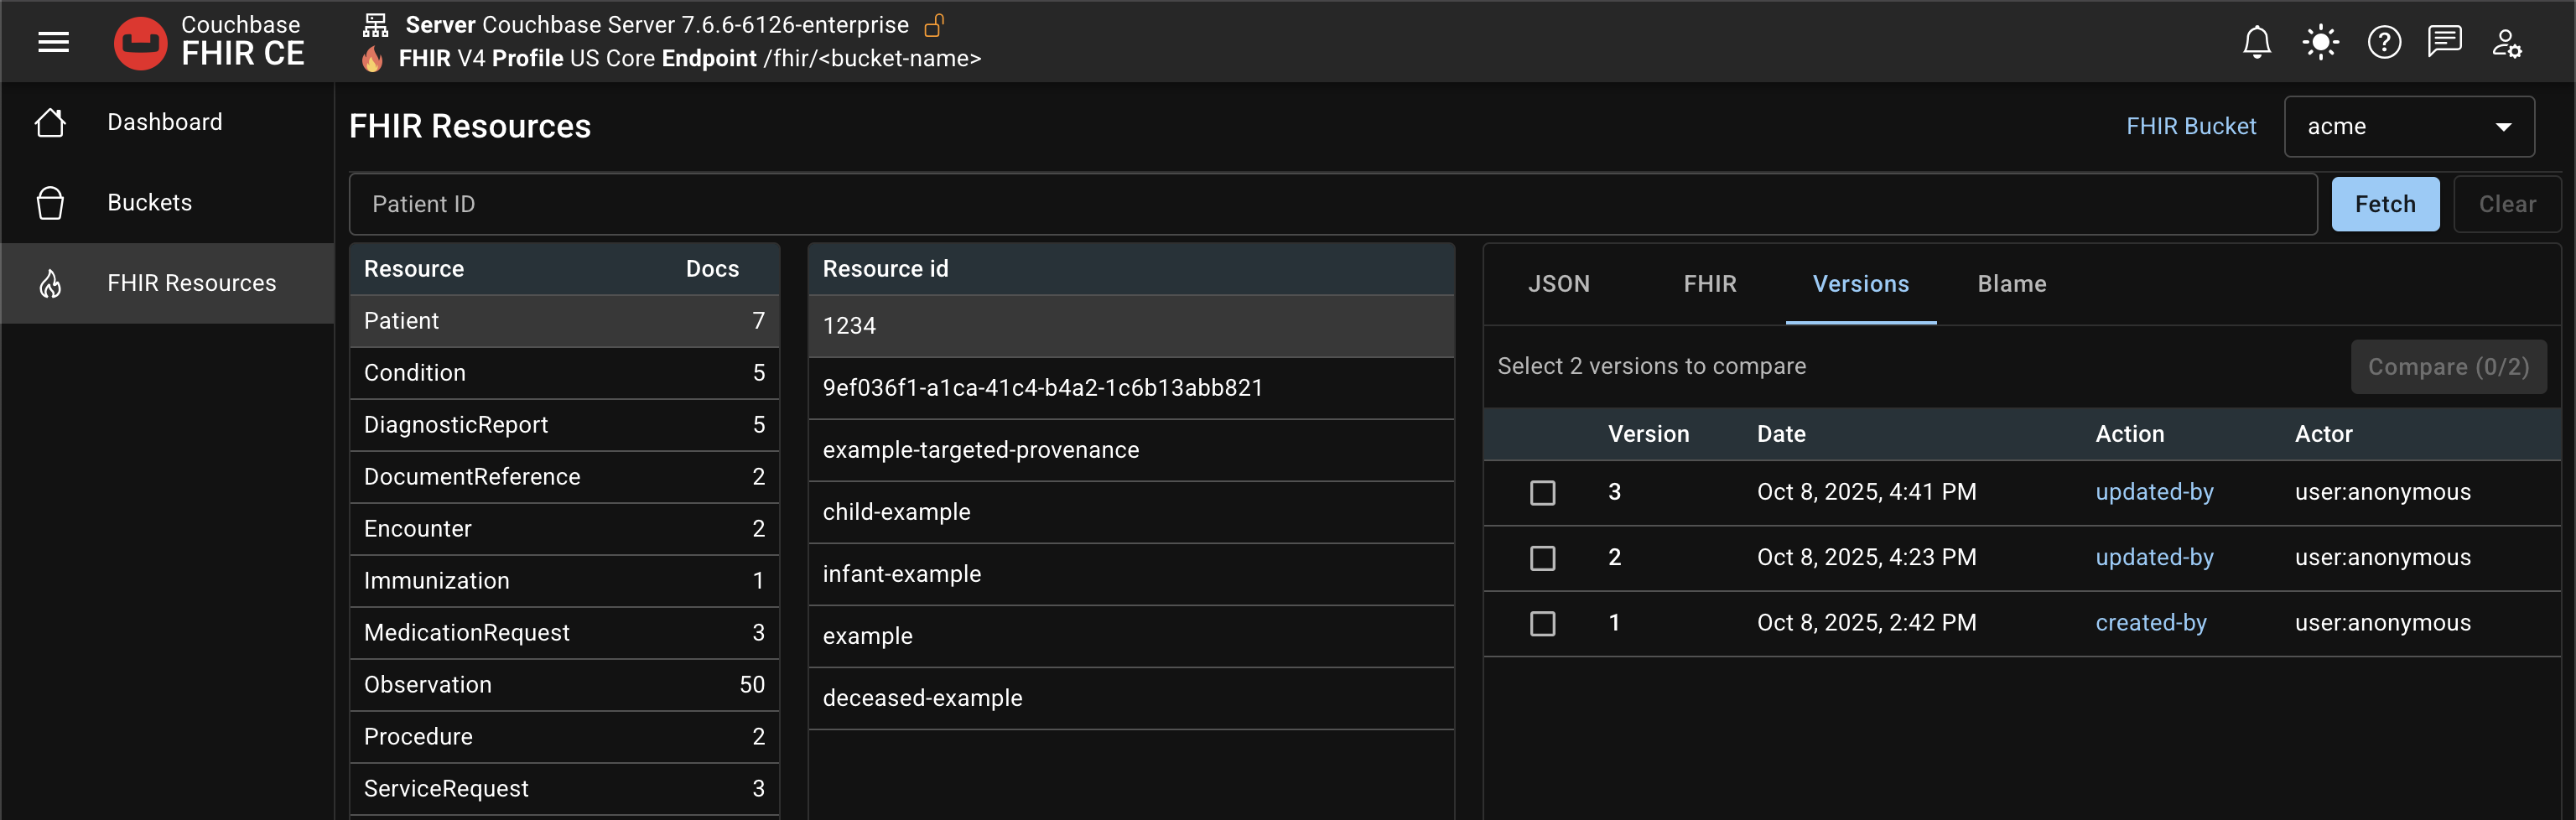 Couchbase
FHIR CE
Server Couchbase Server 7.6.6-6126-enterprise
FHIR V4 Profile US Core Endpoint /fhir/<bucket-name>
Dashboard
Buckets
FHIR Resources
FHIR Resources
FHIR Bucket
acme
Patient ID
Fetch
Clear
Resource Docs
Patient 7
Condition 5
DiagnosticReport 5
DocumentReference 2
Encounter 2
Immunization 1
MedicationRequest 3
Observation 50
Procedure 2
ServiceRequest 3
Resource id
1234
9ef036f1-a1ca-41c4-b4a2-1c6b13abb821
example-targeted-provenance
child-example
infant-example
example
deceased-example
JSON FHIR Versions Blame
Select 2 versions to compare
Compare (0/2)
Version Date Action Actor
3 Oct 8, 2025, 4:41 PM updated-by user:anonymous
2 Oct 8, 2025, 4:23 PM updated-by user:anonymous
1 Oct 8, 2025, 2:42 PM created-by user:anonymous